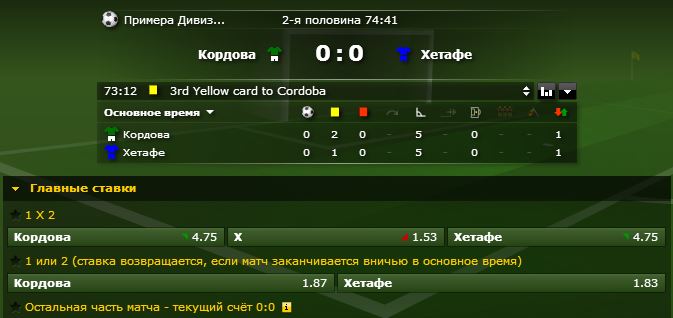 Примера Дивиз... 2-я половина 74:41
Кордова 0:0 Хетафе
73:12 3rd Yellow card to Cordoba
Основное время
Кордова 0 2 0 - - 5 - 0 - - 1
Хетафе 0 1 0 - - 5 - 0 - - 1
Главные ставки
1 X 2
Кордова 4.75 X 1.53 Хетафе 4.75
1 или 2 (ставка возвращается, если матч заканчивается вничью в основное время)
Кордова 1.87 Хетафе 1.83
Остальная часть матча - текущий счёт 0:0 i